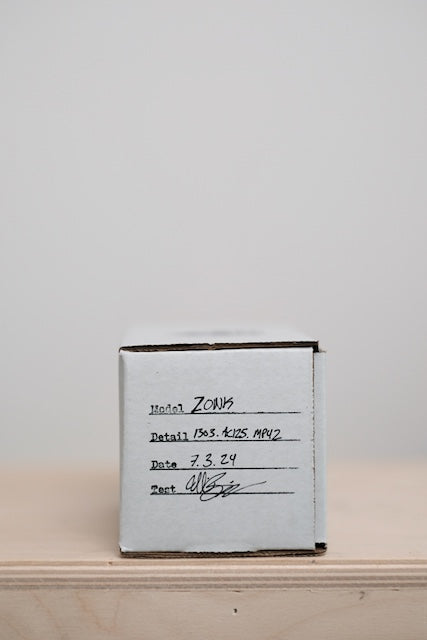 Model ZONK
Detail 1303. AC125. MP42
Date 7.3.24
Test